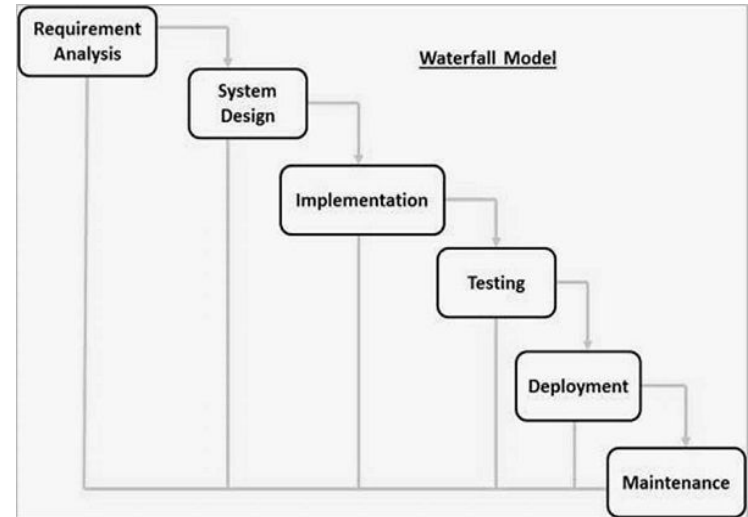 Requirement
Analysis
Waterfall Model
System
Design
Implementation
Testing
Deployment
Maintenance